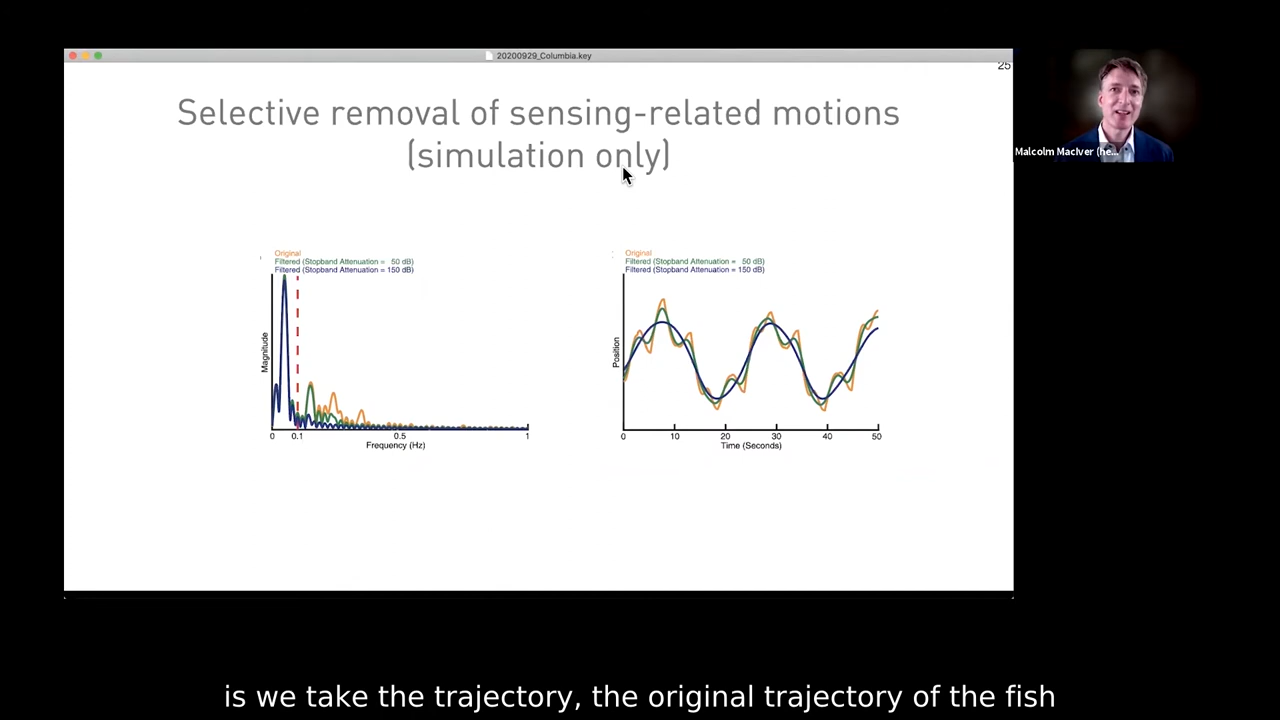 20200929_Columbia.key
25
Selective removal of sensing-related motions
(simulation only)
Malcolm MacIver (he...
Original
Filtered (Stopband Attenuation = 50 dB)
Filtered (Stopband Attenuation = 150 dB)
Magnitude
0 0.1 0.5 1
Frequency (Hz)
Original
Filtered (Stopband Attenuation = 50 dB)
Filtered (Stopband Attenuation = 150 dB)
Position
0 10 20 30 40 50
Time (Seconds)
is we take the trajectory, the original trajectory of the fish